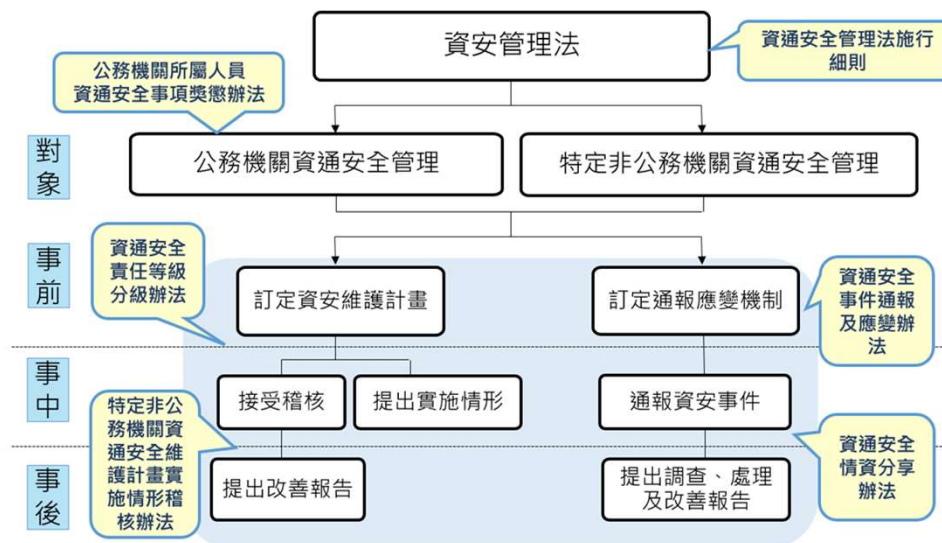 資安管理法
資通安全管理法施行
細則
公務機關所屬人員
資通安全事項獎懲辦法
對
象
公務機關資通安全管理
特定非公務機關資通安全管理
事
前
資通安全
責任等級
分級辦法
訂定資安維護計畫
訂定通報應變機制
資通安全
事件通報
及應變辦
法
事
中
接受稽核
提出實施情形
通報資安事件
特定非公
務機關資
通安全維
護計畫實
施情形稽
核辦法
事
後
提出改善報告
提出調查、處理
及改善報告
資通安全
情資分享
辦法